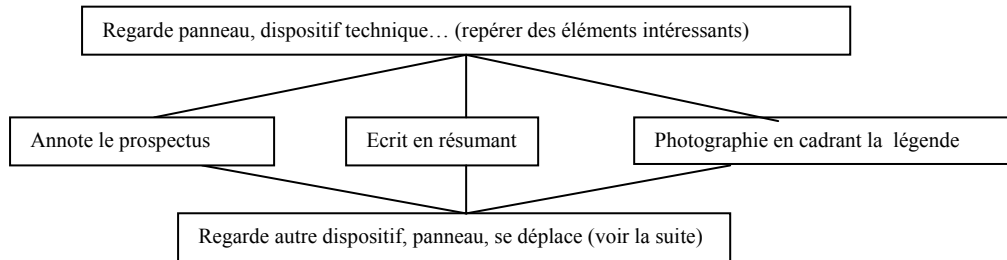 Regarde panneau, dispositif technique… (repérer des éléments intéressants)
Annote le prospectus
Ecrit en résumant
Photographie en cadrant la légende
Regarde autre dispositif, panneau, se déplace (voir la suite)